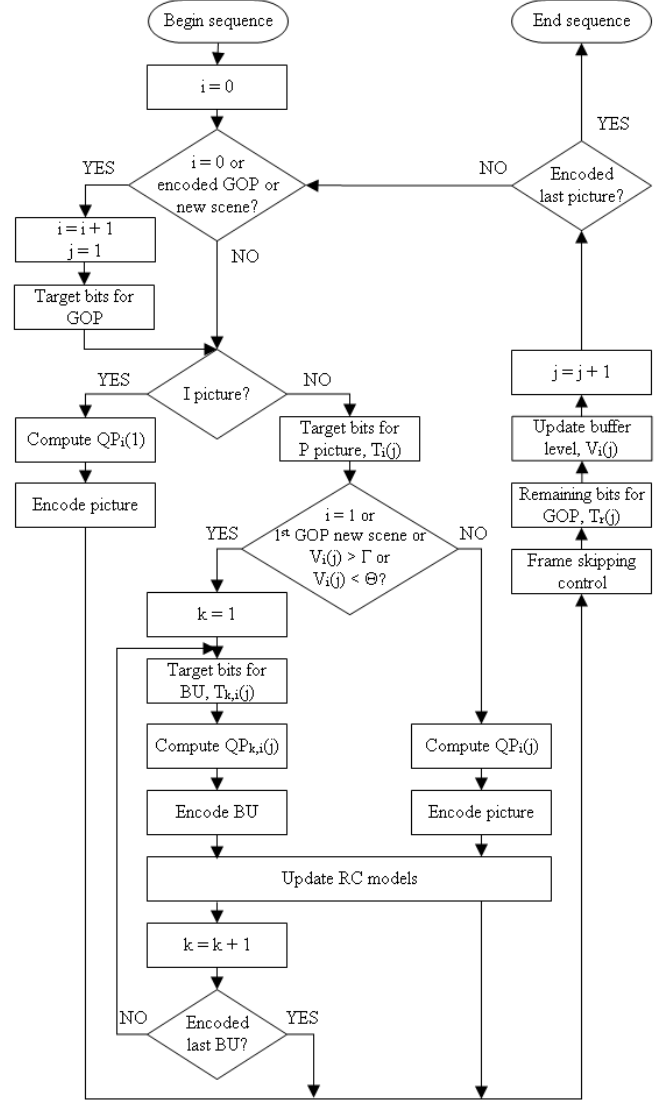 Begin sequence
End sequence
i = 0
YES
i = 0 or
encoded GOP or
new scene?
NO
YES
NO
Encoded
last picture?
i = i + 1
j = 1
Target bits for
GOP
YES
I picture?
NO
j = j + 1
Compute QPi(1)
Target bits for
P picture, Ti(j)
Update buffer
level, Vi(j)
Encode picture
Remaining bits for
GOP, Tr(j)
YES
i = 1 or
1st GOP new scene or
Vi(j) > Γ or
Vi(j) < Θ?
NO
Frame skipping
control
k = 1
Target bits for
BU, Tk,i(j)
Compute QPk,i(j)
Compute QPi(j)
Encode BU
Encode picture
Update RC models
k = k + 1
NO
Encoded
last BU?
YES